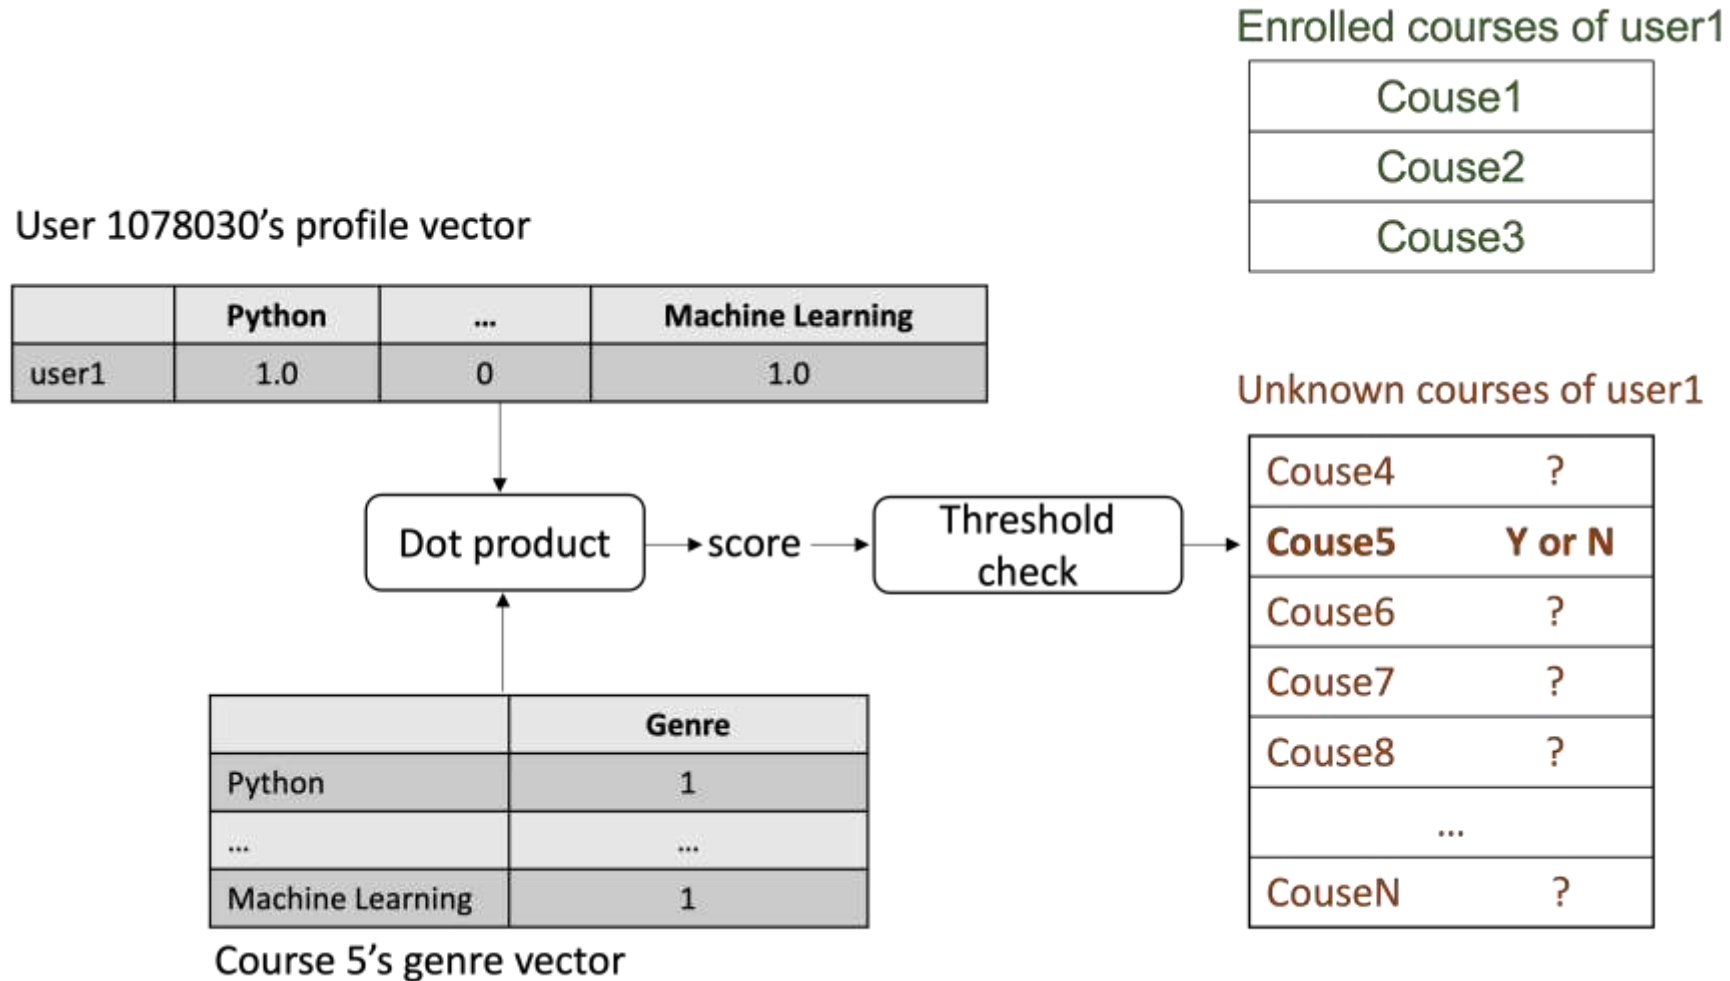 Enrolled courses of user1
Couse1
Couse2
Couse3
User 1078030’s profile vector
Python ... Machine Learning
user1 1.0 0 1.0
Unknown courses of user1
Couse4 ?
Couse5 Y or N
Couse6 ?
Couse7 ?
Couse8 ?
...
CouseN ?
Dot product
score
Threshold
check
Genre
Python 1
... ...
Machine Learning 1
Course 5’s genre vector